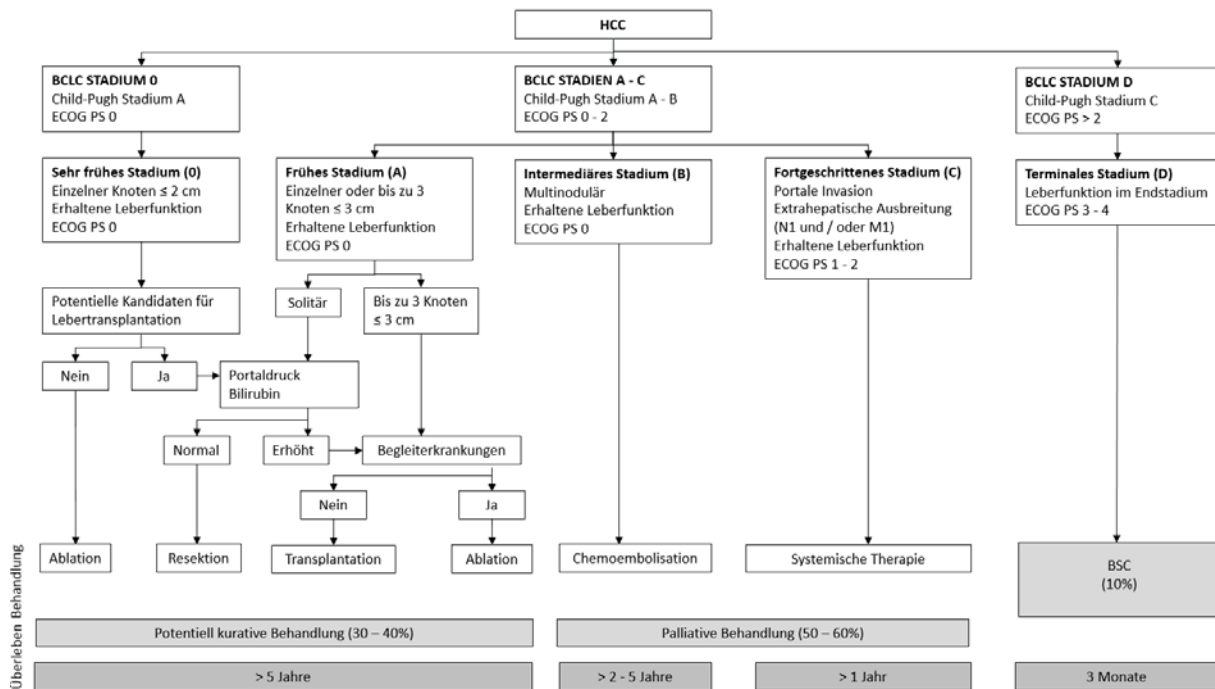 HCC
BCLC STADIUM 0
Child-Pugh Stadium A
ECOG PS 0
BCLC STADIEN A - C
Child-Pugh Stadium A - B
ECOG PS 0 - 2
BCLC STADIUM D
Child-Pugh Stadium C
ECOG PS > 2
Sehr frühes Stadium (0)
Einzelner Knoten ≤ 2 cm
Erhaltene Leberfunktion
ECOG PS 0
Frühes Stadium (A)
Einzelner oder bis zu 3
Knoten ≤ 3 cm
Erhaltene Leberfunktion
ECOG PS 0
Intermediäres Stadium (B)
Multinodulär
Erhaltene Leberfunktion
ECOG PS 0
Fortgeschrittenes Stadium (C)
Portale Invasion
Extrahepatische Ausbreitung
(N1 und / oder M1)
Erhaltene Leberfunktion
ECOG PS 1 - 2
Terminales Stadium (D)
Leberfunktion im Endstadium
ECOG PS 3 - 4
Potentielle Kandidaten für
Lebertransplantation
Solitär
Bis zu 3 Knoten
≤ 3 cm
Nein
Ja
Portaldruck
Bilirubin
Normal
Erhöht
Begleiterkrankungen
Nein
Ja
Ablation
Resektion
Transplantation
Ablation
Chemoembolisation
Systemische Therapie
BSC
(10%)
Überleben Behandlung
Potentiell kurative Behandlung (30 – 40%)
Palliative Behandlung (50 – 60%)
> 5 Jahre
> 2 - 5 Jahre
> 1 Jahr
3 Monate